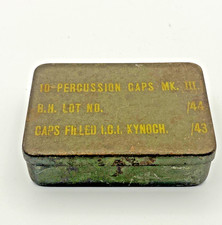 10-PERCUSSION CAPS MK. III.
R.H. LOT NO. /44
CAPS FILLED I.C.I. KYNOCH. /43